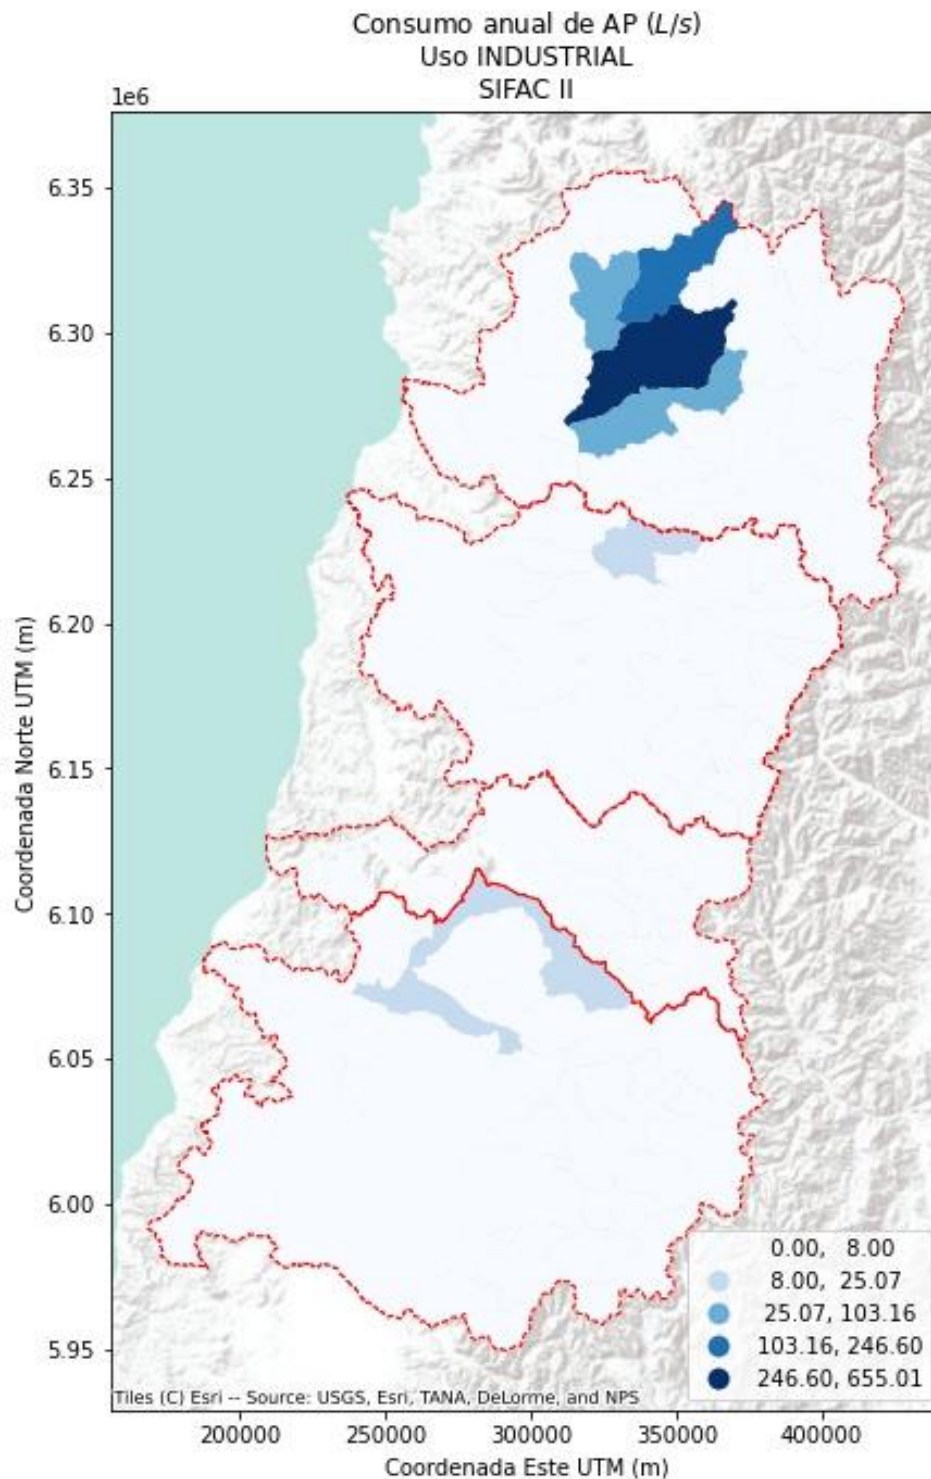 Consumo anual de AP (L/s)
Uso INDUSTRIAL
SIFAC II
1e6
6.35
6.30
6.25
6.20
6.15
6.10
6.05
6.00
5.95
Coordenada Norte UTM (m)
0.00, 8.00
8.00, 25.07
25.07, 103.16
103.16, 246.60
246.60, 655.01
Tiles (C) Esri -- Source: USGS, Esri, TANA, DeLorme, and NPS
200000 250000 300000 350000 400000
Coordenada Este UTM (m)